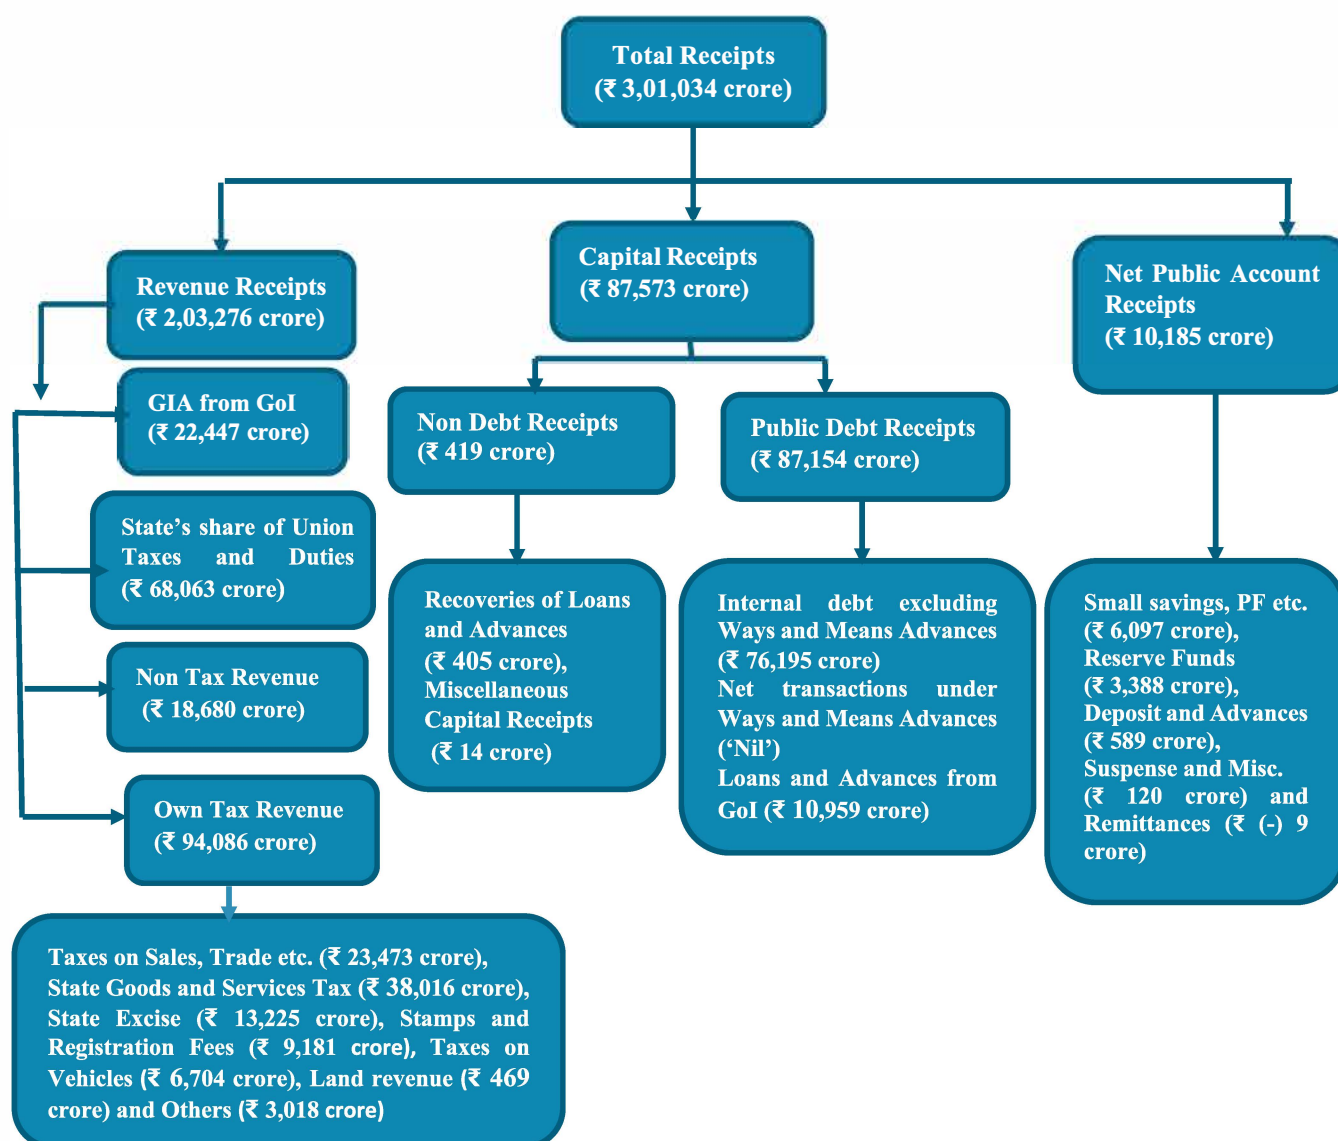 Total Receipts
(₹ 3,01,034 crore)
Revenue Receipts
(₹ 2,03,276 crore)
GIA from GoI
(₹ 22,447 crore)
State’s share of Union
Taxes and Duties
(₹ 68,063 crore)
Non Tax Revenue
(₹ 18,680 crore)
Own Tax Revenue
(₹ 94,086 crore)
Taxes on Sales, Trade etc. (₹ 23,473 crore),
State Goods and Services Tax (₹ 38,016 crore),
State Excise (₹ 13,225 crore), Stamps and
Registration Fees (₹ 9,181 crore), Taxes on
Vehicles (₹ 6,704 crore), Land revenue (₹ 469
crore) and Others (₹ 3,018 crore)
Capital Receipts
(₹ 87,573 crore)
Non Debt Receipts
(₹ 419 crore)
Recoveries of Loans
and Advances
(₹ 405 crore),
Miscellaneous
Capital Receipts
(₹ 14 crore)
Public Debt Receipts
(₹ 87,154 crore)
Internal debt excluding
Ways and Means Advances
(₹ 76,195 crore)
Net transactions under
Ways and Means Advances
(‘Nil’)
Loans and Advances from
GoI (₹ 10,959 crore)
Net Public Account
Receipts
(₹ 10,185 crore)
Small savings, PF etc.
(₹ 6,097 crore),
Reserve Funds
(₹ 3,388 crore),
Deposit and Advances
(₹ 589 crore),
Suspense and Misc.
(₹ 120 crore) and
Remittances (₹ (-) 9
crore)